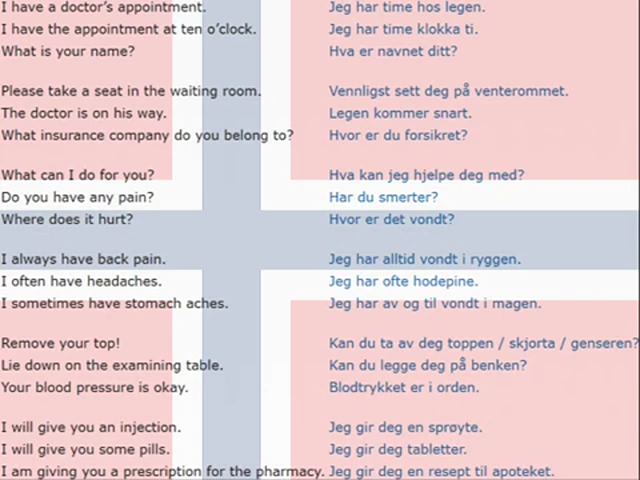 I have a doctor's appointment. Jeg har time hos legen.
I have the appointment at ten o'clock. Jeg har time klokka ti.
What is your name? Hva er navnet ditt?
Please take a seat in the waiting room. Vennligst sett deg på venterommet.
The doctor is on his way. Legen kommer snart.
What insurance company do you belong to? Hvor er du forsikret?
What can I do for you? Hva kan jeg hjelpe deg med?
Do you have any pain? Har du smerter?
Where does it hurt? Hvor er det vondt?
I always have back pain. Jeg har alltid vondt i ryggen.
I often have headaches. Jeg har ofte hodepine.
I sometimes have stomach aches. Jeg har av og til vondt i magen.
Remove your top! Kan du ta av deg toppen / skjorta / genseren?
Lie down on the examining table. Kan du legge deg på benken?
Your blood pressure is okay. Blodtrykket er i orden.
I will give you an injection. Jeg gir deg en sprøyte.
I will give you some pills. Jeg gir deg tabletter.
I am giving you a prescription for the pharmacy. Jeg gir deg en resept til apoteket.